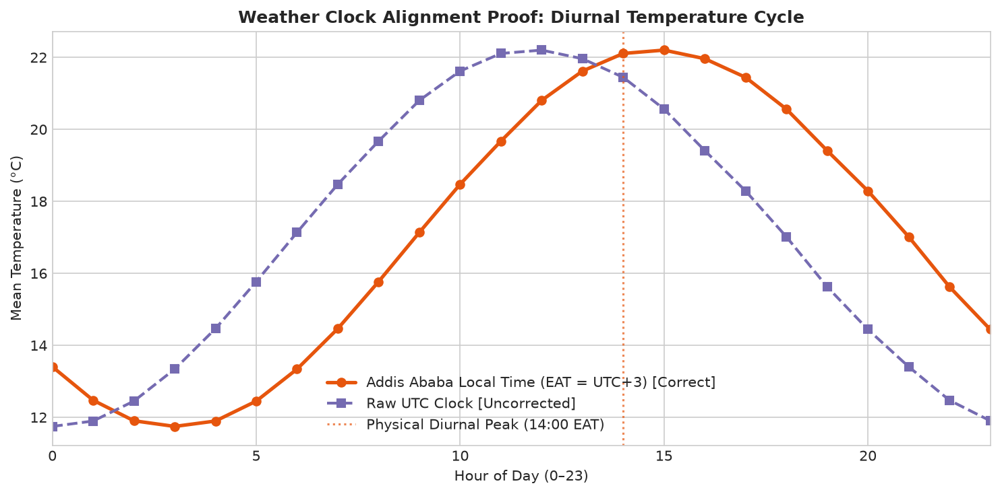 Weather Clock Alignment Proof: Diurnal Temperature Cycle
Mean Temperature (°C)
22
20
18
16
14
12
Addis Ababa Local Time (EAT = UTC+3) [Correct]
Raw UTC Clock [Uncorrected]
Physical Diurnal Peak (14:00 EAT)
0 5 10 15 20
Hour of Day (0–23)